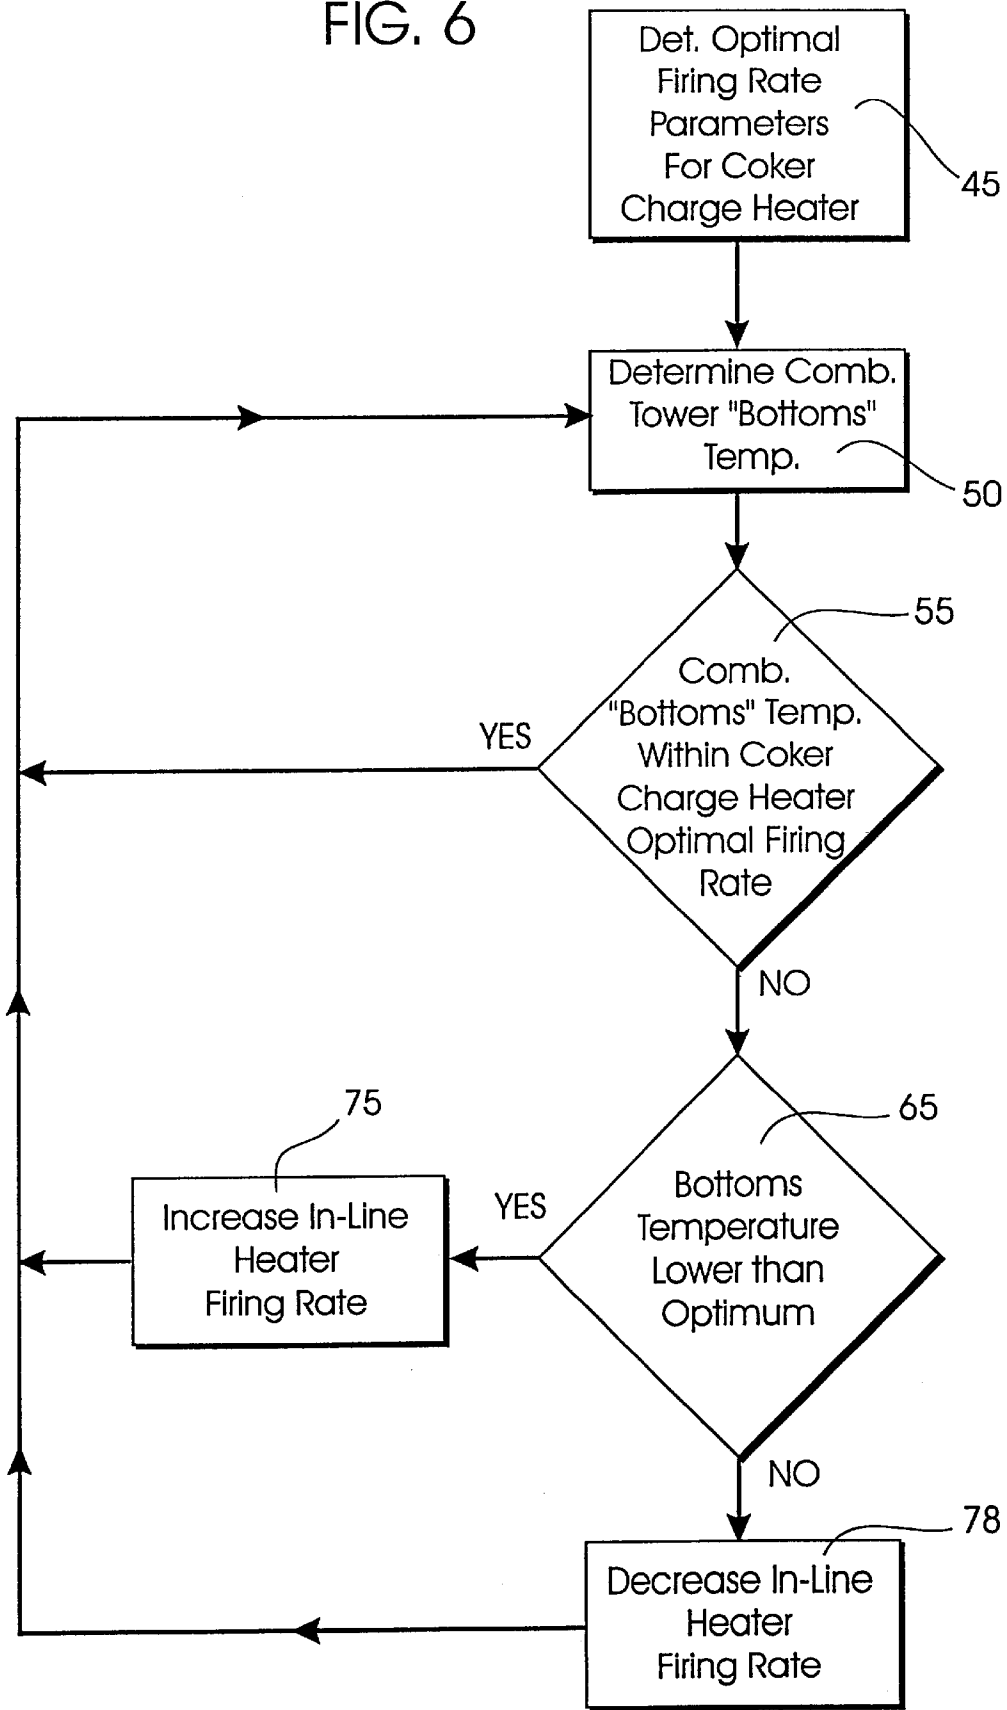 FIG. 6
Det. Optimal
Firing Rate
Parameters
For Coker
Charge Heater
45
Determine Comb.
Tower "Bottoms"
Temp.
50
55
Comb.
"Bottoms" Temp.
Within Coker
Charge Heater
Optimal Firing
Rate
YES
NO
65
Bottoms
Temperature
Lower than
Optimum
YES
75
Increase In-Line
Heater
Firing Rate
NO
78
Decrease In-Line
Heater
Firing Rate